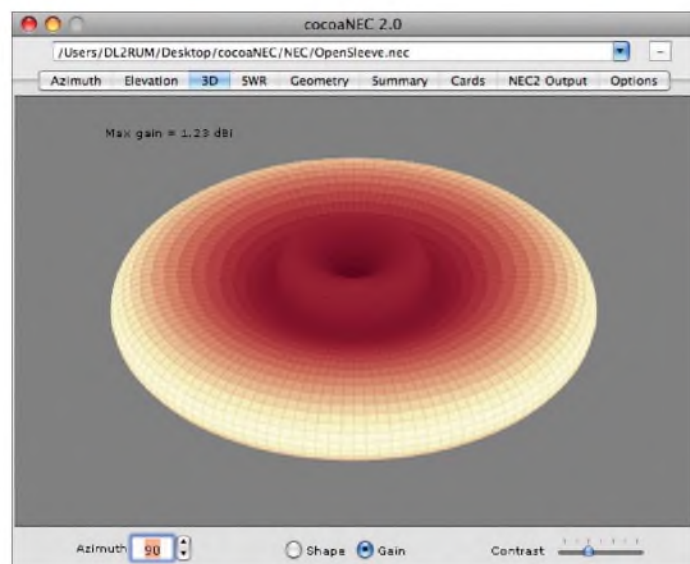 cocoaNEC 2.0
/Users/DL2RUM/Desktop/cocoaNEC/NEC/OpenSleeve.nec
Azimuth Elevation 3D SWR Geometry Summary Cards NEC2 Output Options
Max gain = 1.23 dBi
Azimuth 90 Shape Gain Contrast